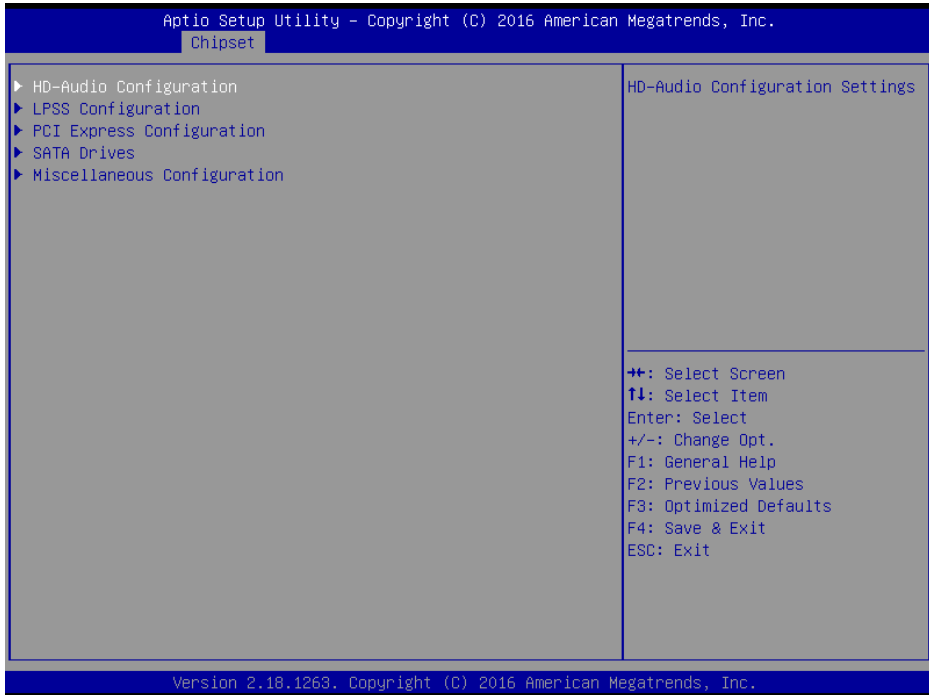 Aptio Setup Utility – Copyright (C) 2016 American Megatrends, Inc.
Chipset
▶ HD-Audio Configuration
▶ LPSS Configuration
▶ PCI Express Configuration
▶ SATA Drives
▶ Miscellaneous Configuration
HD-Audio Configuration Settings
→←: Select Screen
↑↓: Select Item
Enter: Select
+/-: Change Opt.
F1: General Help
F2: Previous Values
F3: Optimized Defaults
F4: Save & Exit
ESC: Exit
Version 2.18.1263. Copyright (C) 2016 American Megatrends, Inc.